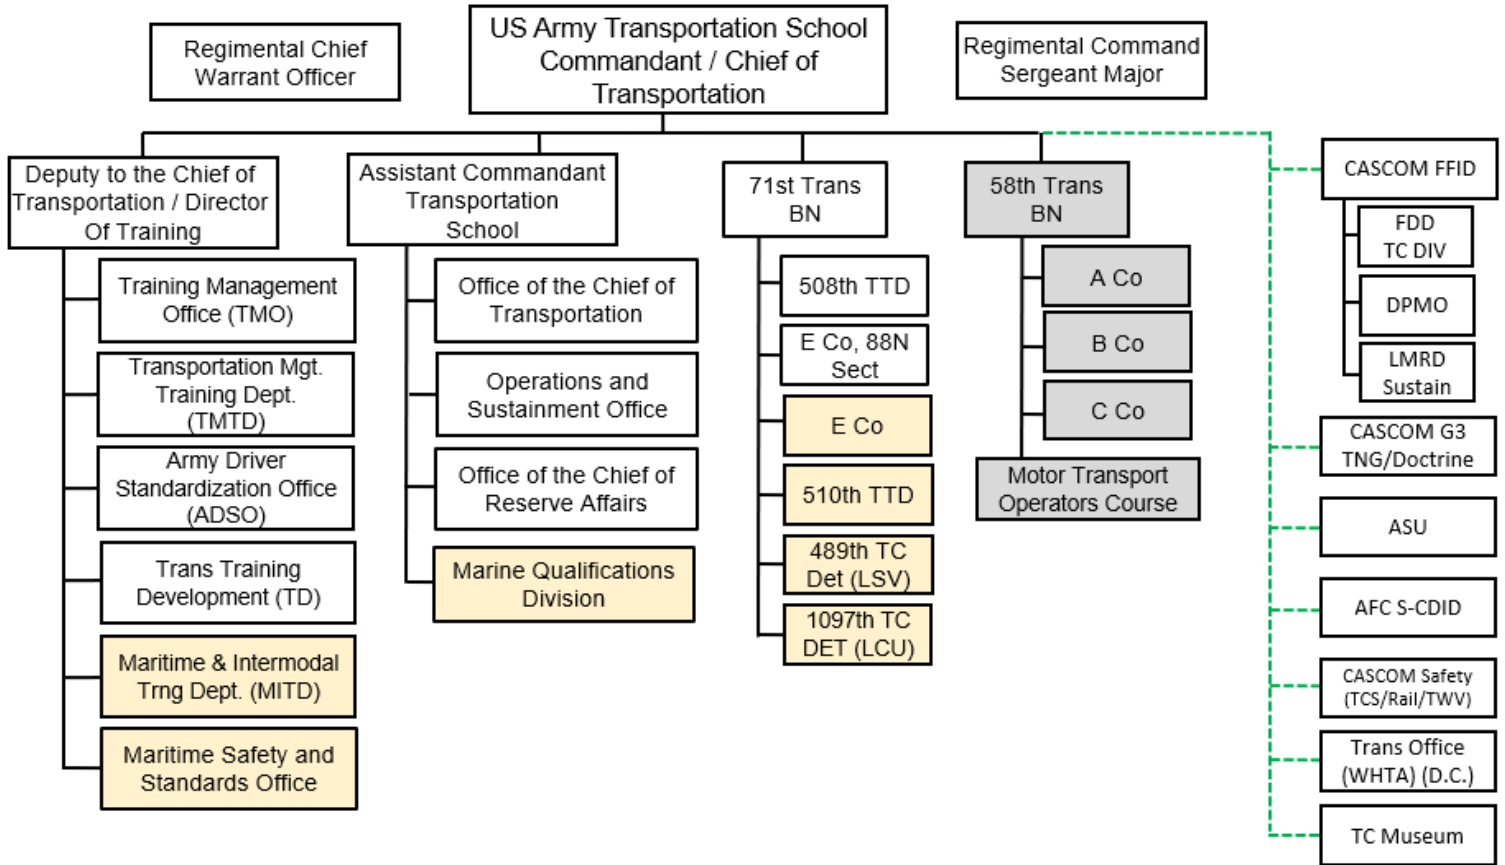 Regimental Chief
Warrant Officer
US Army Transportation School
Commandant / Chief of
Transportation
Regimental Command
Sergeant Major
Deputy to the Chief of
Transportation / Director
Of Training
Training Management
Office (TMO)
Transportation Mgt.
Training Dept.
(TMTD)
Army Driver
Standardization Office
(ADSO)
Trans Training
Development (TD)
Maritime & Intermodal
Trng Dept. (MITD)
Maritime Safety and
Standards Office
Assistant Commandant
Transportation
School
Office of the Chief of
Transportation
Operations and
Sustainment Office
Office of the Chief of
Reserve Affairs
Marine Qualifications
Division
71st Trans
BN
508th TTD
E Co, 88N
Sect
E Co
510th TTD
489th TC
Det (LSV)
1097th TC
DET (LCU)
58th Trans
BN
A Co
B Co
C Co
Motor Transport
Operators Course
CASCOM FFID
FDD
TC DIV
DPMO
LMRD
Sustain
CASCOM G3
TNG/Doctrine
ASU
AFC S-CDID
CASCOM Safety
(TCS/Rail/TWV)
Trans Office
(WHTA) (D.C.)
TC Museum